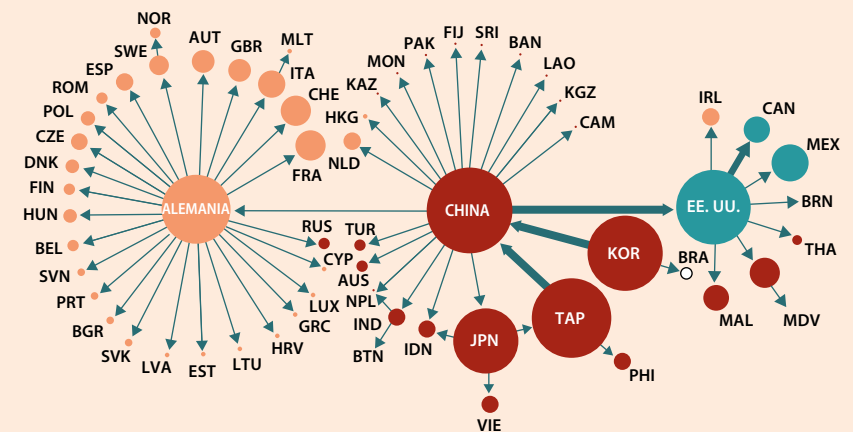 NOR
SWE
AUT
GBR
MLT
ITA
ESP
CHE
ROM
POL
CZE
DNK
FIN
HUN
BEL
SVN
PRT
BGR
SVK
LVA
EST
LTU
HRV
GRC
LUX
CYP
RUS
FRA
ALEMANIA
FIJ
SRI
PAK
BAN
MON
LAO
KAZ
KGZ
HKG
CAM
NLD
CHINA
TUR
AUS
NPL
IND
BTN
IDN
JPN
VIE
TAP
PHI
KOR
BRA
IRL
CAN
MEX
EE. UU.
BRN
THA
MAL
MDV